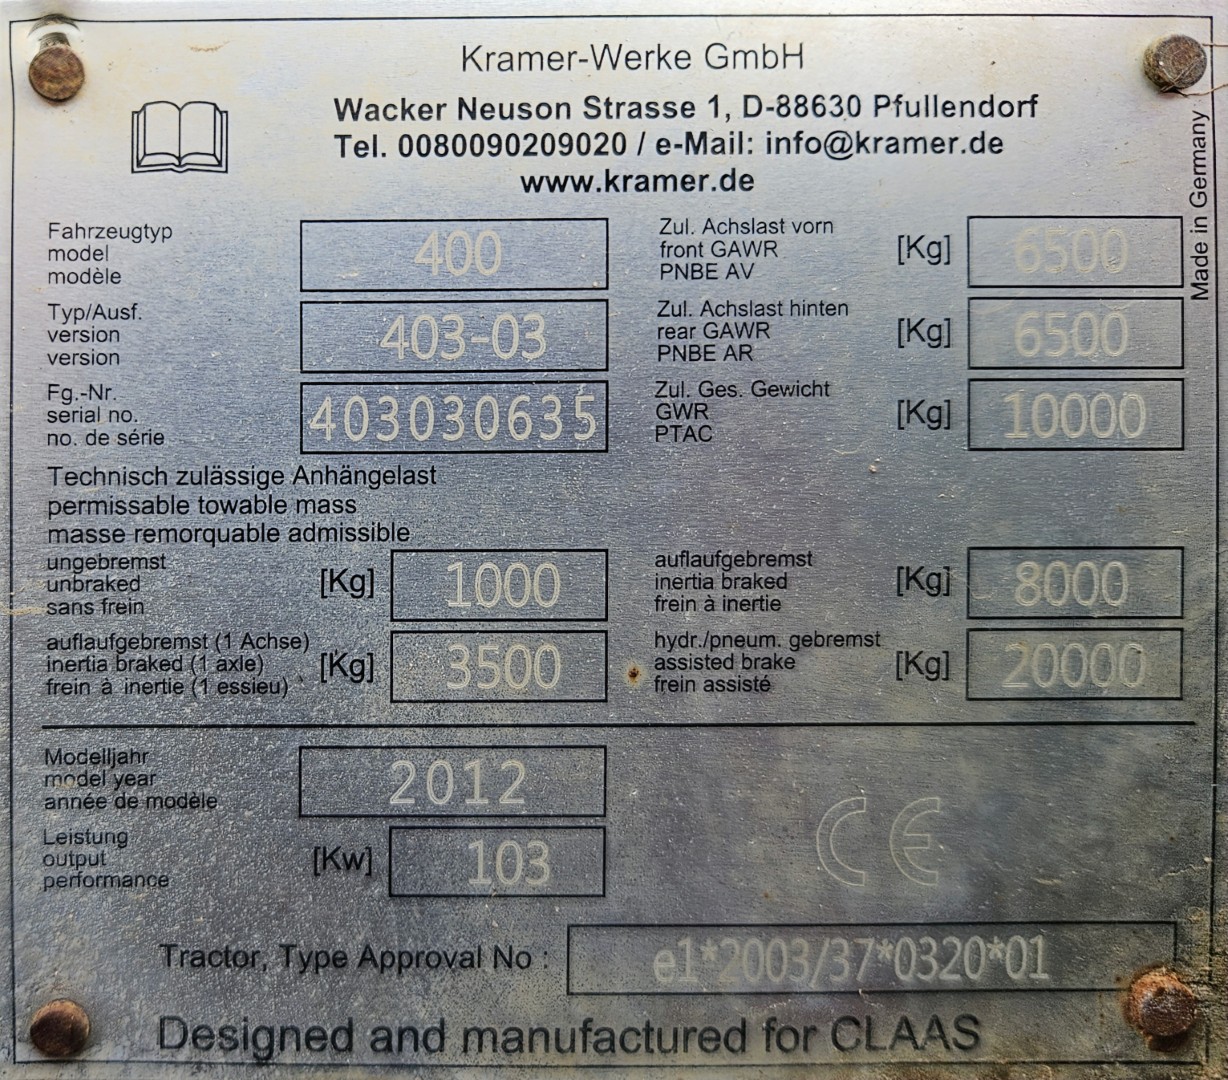 Kramer-Werke GmbH
Wacker Neuson Strasse 1, D-88630 Pfullendorf
Tel. 0080090209020 / e-Mail: info@kramer.de
www.kramer.de
Made in Germany
Fahrzeugtyp
model
modèle
400
Zul. Achslast vorn
front GAWR
PNBE AV
[Kg]
6500
Typ/Ausf.
version
version
403-03
Zul. Achslast hinten
rear GAWR
PNBE AR
[Kg]
6500
Fg.-Nr.
serial no.
no. de série
403030635
Zul. Ges. Gewicht
GWR
PTAC
[Kg]
10000
Technisch zulässige Anhängelast
permissable towable mass
masse remorquable admissible
ungebremst
unbraked
sans frein
[Kg]
1000
auflaufgebremst
inertia braked
frein à inertie
[Kg]
8000
auflaufgebremst (1 Achse)
inertia braked (1 axle)
frein à inertie (1 essieu)
[Kg]
3500
hydr./pneum. gebremst
assisted brake
frein assisté
[Kg]
20000
Modelljahr
model year
année de modèle
2012
Leistung
output
performance
[Kw]
103
CE
Tractor, Type Approval No :
e1*2003/37*0320*01
Designed and manufactured for CLAAS